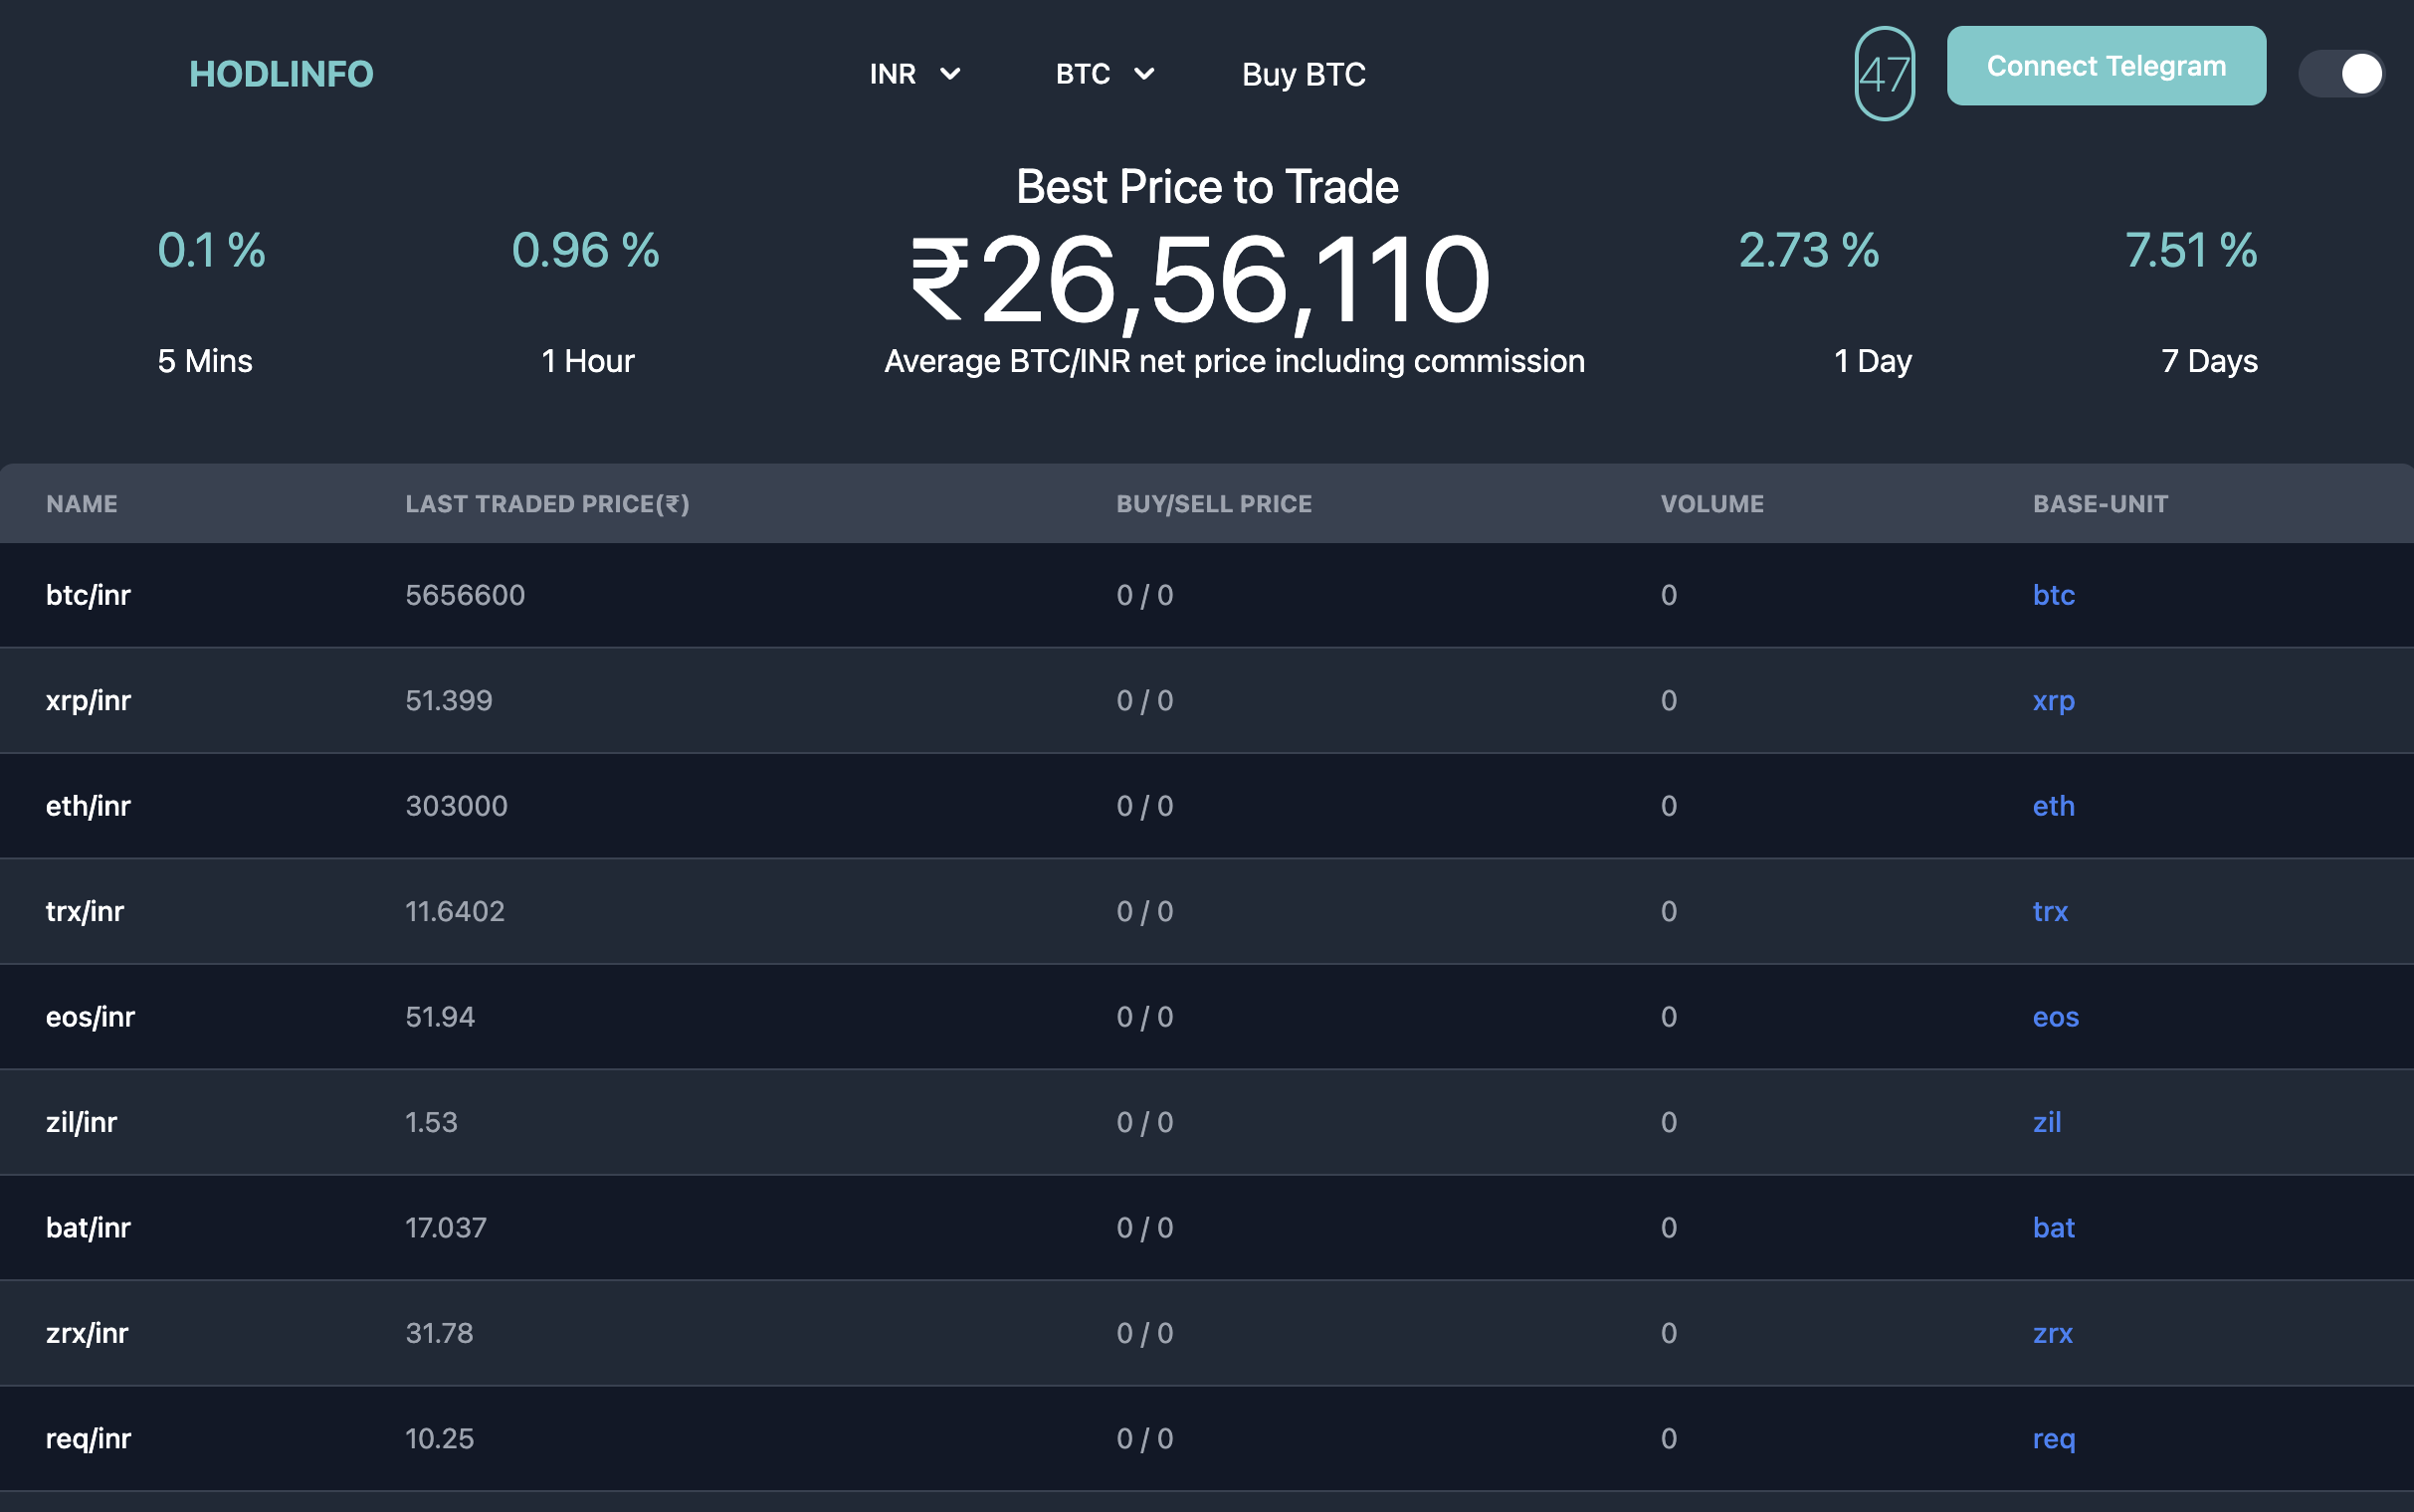 HODLINFO INR BTC Buy BTC 47 Connect Telegram
Best Price to Trade
0.1 % 0.96 % ₹26,56,110 2.73 % 7.51 %
5 Mins 1 Hour Average BTC/INR net price including commission 1 Day 7 Days
NAME LAST TRADED PRICE(₹) BUY/SELL PRICE VOLUME BASE-UNIT
btc/inr 5656600 0 / 0 0 btc
xrp/inr 51.399 0 / 0 0 xrp
eth/inr 303000 0 / 0 0 eth
trx/inr 11.6402 0 / 0 0 trx
eos/inr 51.94 0 / 0 0 eos
zil/inr 1.53 0 / 0 0 zil
bat/inr 17.037 0 / 0 0 bat
zrx/inr 31.78 0 / 0 0 zrx
req/inr 10.25 0 / 0 0 req